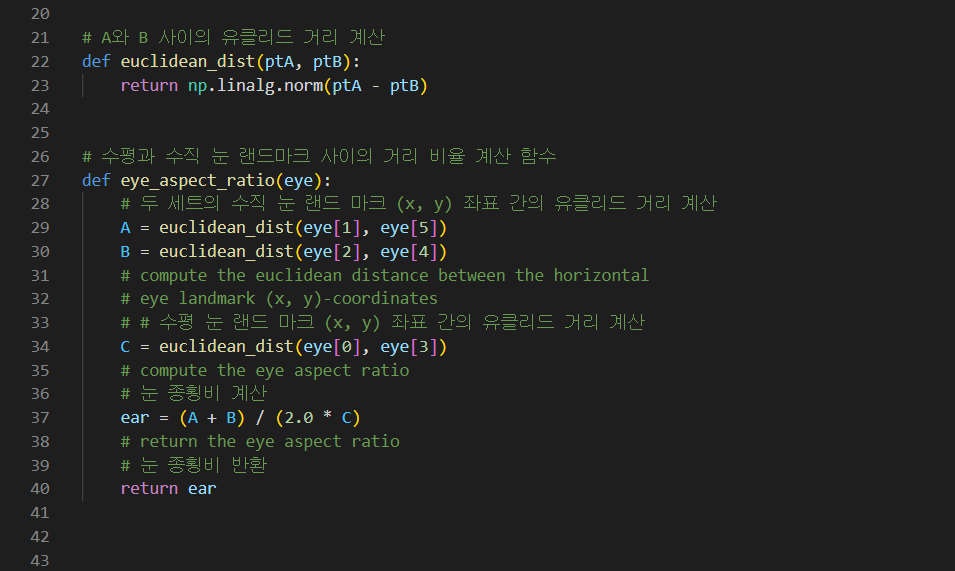 20
21 # A와 B 사이의 유클리드 거리 계산
22 def euclidean_dist(ptA, ptB):
23     return np.linalg.norm(ptA - ptB)
24
25
26 # 수평과 수직 눈 랜드마크 사이의 거리 비율 계산 함수
27 def eye_aspect_ratio(eye):
28     # 두 세트의 수직 눈 랜드 마크 (x, y) 좌표 간의 유클리드 거리 계산
29     A = euclidean_dist(eye[1], eye[5])
30     B = euclidean_dist(eye[2], eye[4])
31     # compute the euclidean distance between the horizontal
32     # eye landmark (x, y)-coordinates
33     # # 수평 눈 랜드 마크 (x, y) 좌표 간의 유클리드 거리 계산
34     C = euclidean_dist(eye[0], eye[3])
35     # compute the eye aspect ratio
36     # 눈 종횡비 계산
37     ear = (A + B) / (2.0 * C)
38     # return the eye aspect ratio
39     # 눈 종횡비 반환
40     return ear
41
42
43